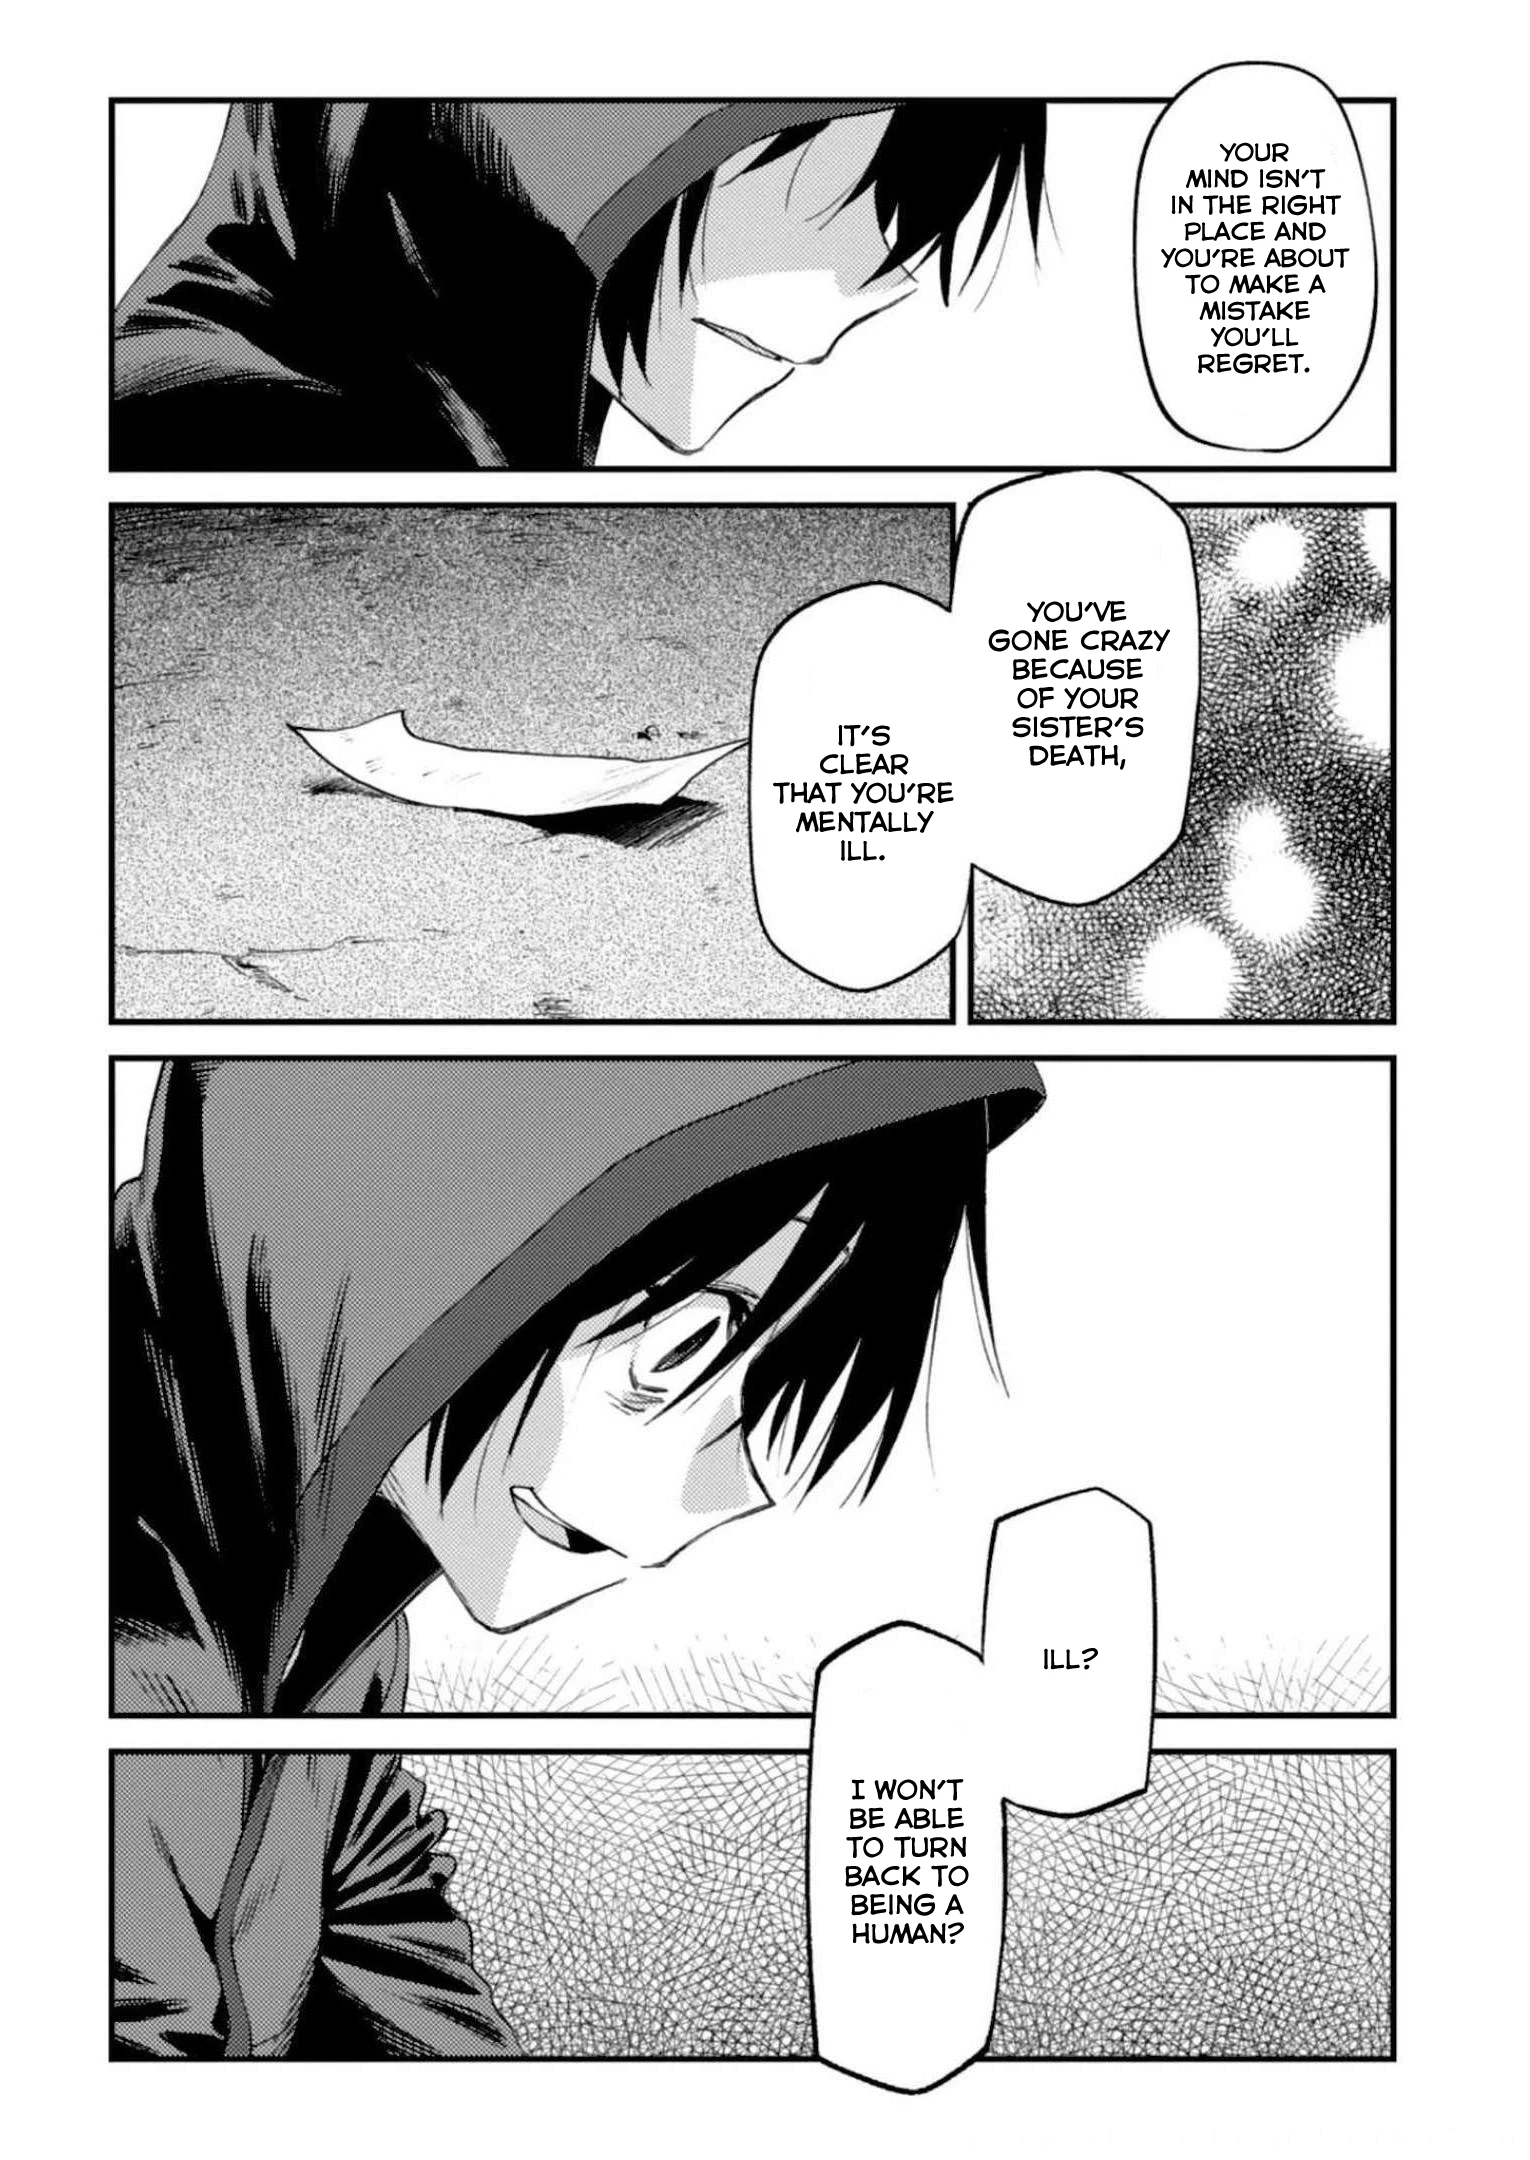 YOUR
MIND ISN'T
IN THE RIGHT
PLACE AND
YOU'RE ABOUT
TO MAKE A
MISTAKE
YOU'LL
REGRET.
YOU'VE
GONE CRAZY
BECAUSE
OF YOUR
SISTER'S
DEATH,
IT'S
CLEAR
THAT YOU'RE
MENTALLY
ILL.
ILL?
I WON'T
BE ABLE
TO TURN
BACK TO
BEING A
HUMAN?